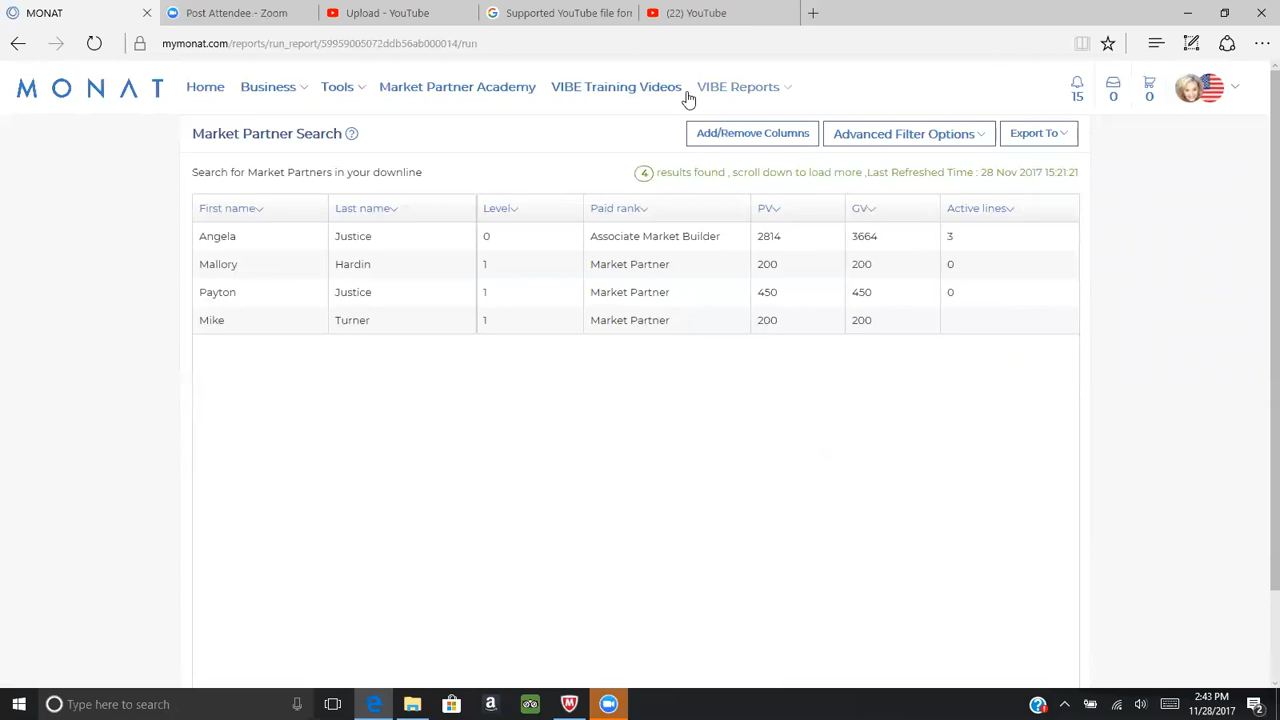 MONAT
Post Attendee - Zoom
Upload - YouTube
Supported YouTube file for
(22) YouTube
mymonat.com/reports/run_report/59959005072ddb56ab000014/run
MONAT Home Business Tools Market Partner Academy VIBE Training Videos VIBE Reports 15 0 0
Market Partner Search ? Add/Remove Columns Advanced Filter Options Export To
Search for Market Partners in your downline 4 results found , scroll down to load more ,Last Refreshed Time : 28 Nov 2017 15:21:21
First name Last name Level Paid rank PV GV Active lines
Angela Justice 0 Associate Market Builder 2814 3664 3
Mallory Hardin 1 Market Partner 200 200 0
Payton Justice 1 Market Partner 450 450 0
Mike Turner 1 Market Partner 200 200
Type here to search
2:43 PM
11/28/2017